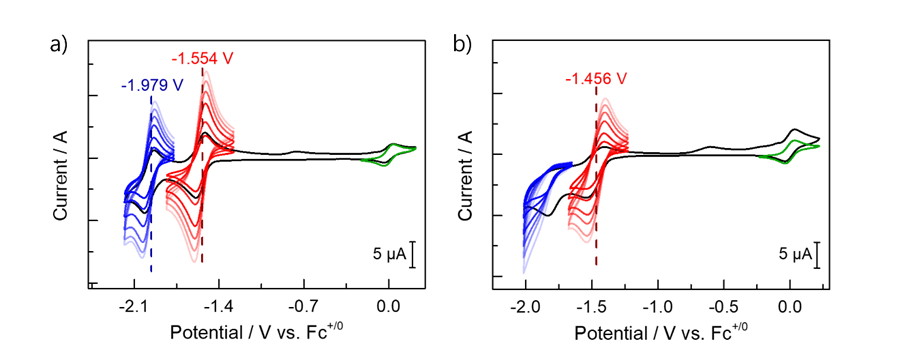 a)
-1.554 V
-1.979 V
Current / A
5 µA
-2.1 -1.4 -0.7 0.0
Potential / V vs. Fc+/0
b)
-1.456 V
Current / A
5 µA
-2.0 -1.5 -1.0 -0.5 0.0
Potential / V vs. Fc+/0